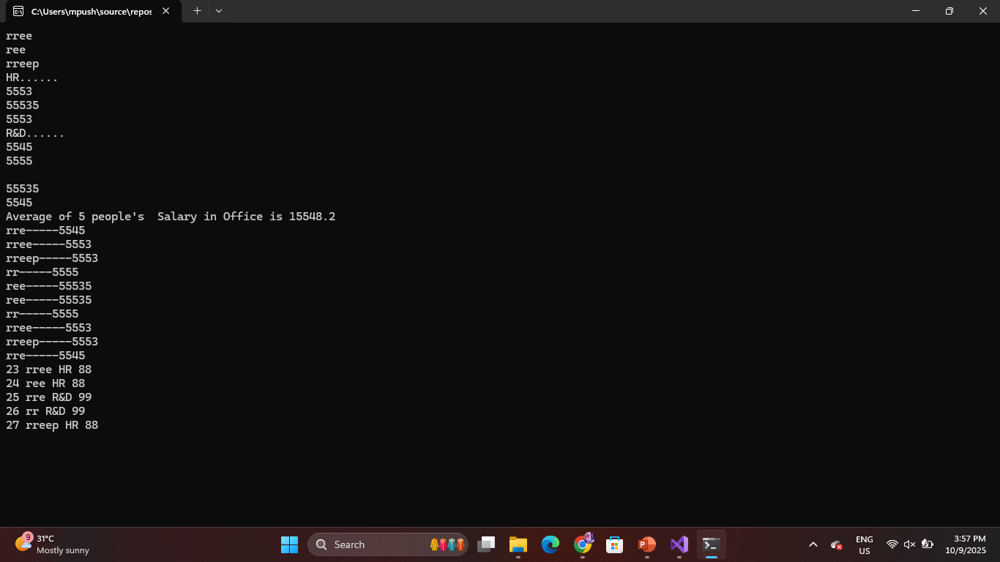 C:\Users\mpush\source\repos
rree
ree
rreep
HR......
5553
55535
5553
R&D......
5545
5555
55535
5545
Average of 5 people's  Salary in Office is 15548.2
rre-----5545
rree-----5553
rreep-----5553
rr-----5555
ree-----55535
ree-----55535
rr-----5555
rree-----5553
rreep-----5553
rre-----5545
23 rree HR 88
24 ree HR 88
25 rre R&D 99
26 rr R&D 99
27 rreep HR 88
9
31°C
Mostly sunny
Search
ENG
US
3:57 PM
10/9/2025